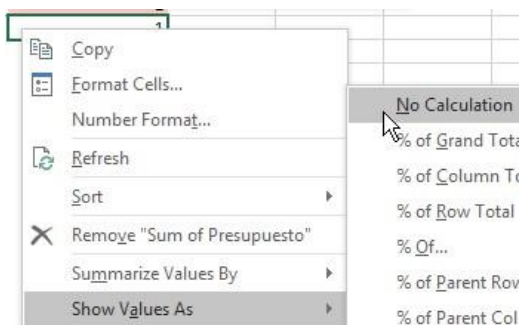 1
Copy
Format Cells...
Number Format...
Refresh
Sort
Remove "Sum of Presupuesto"
Summarize Values By
Show Values As
No Calculation
% of Grand Tota
% of Column To
% of Row Total
% Of...
% of Parent Row
% of Parent Col